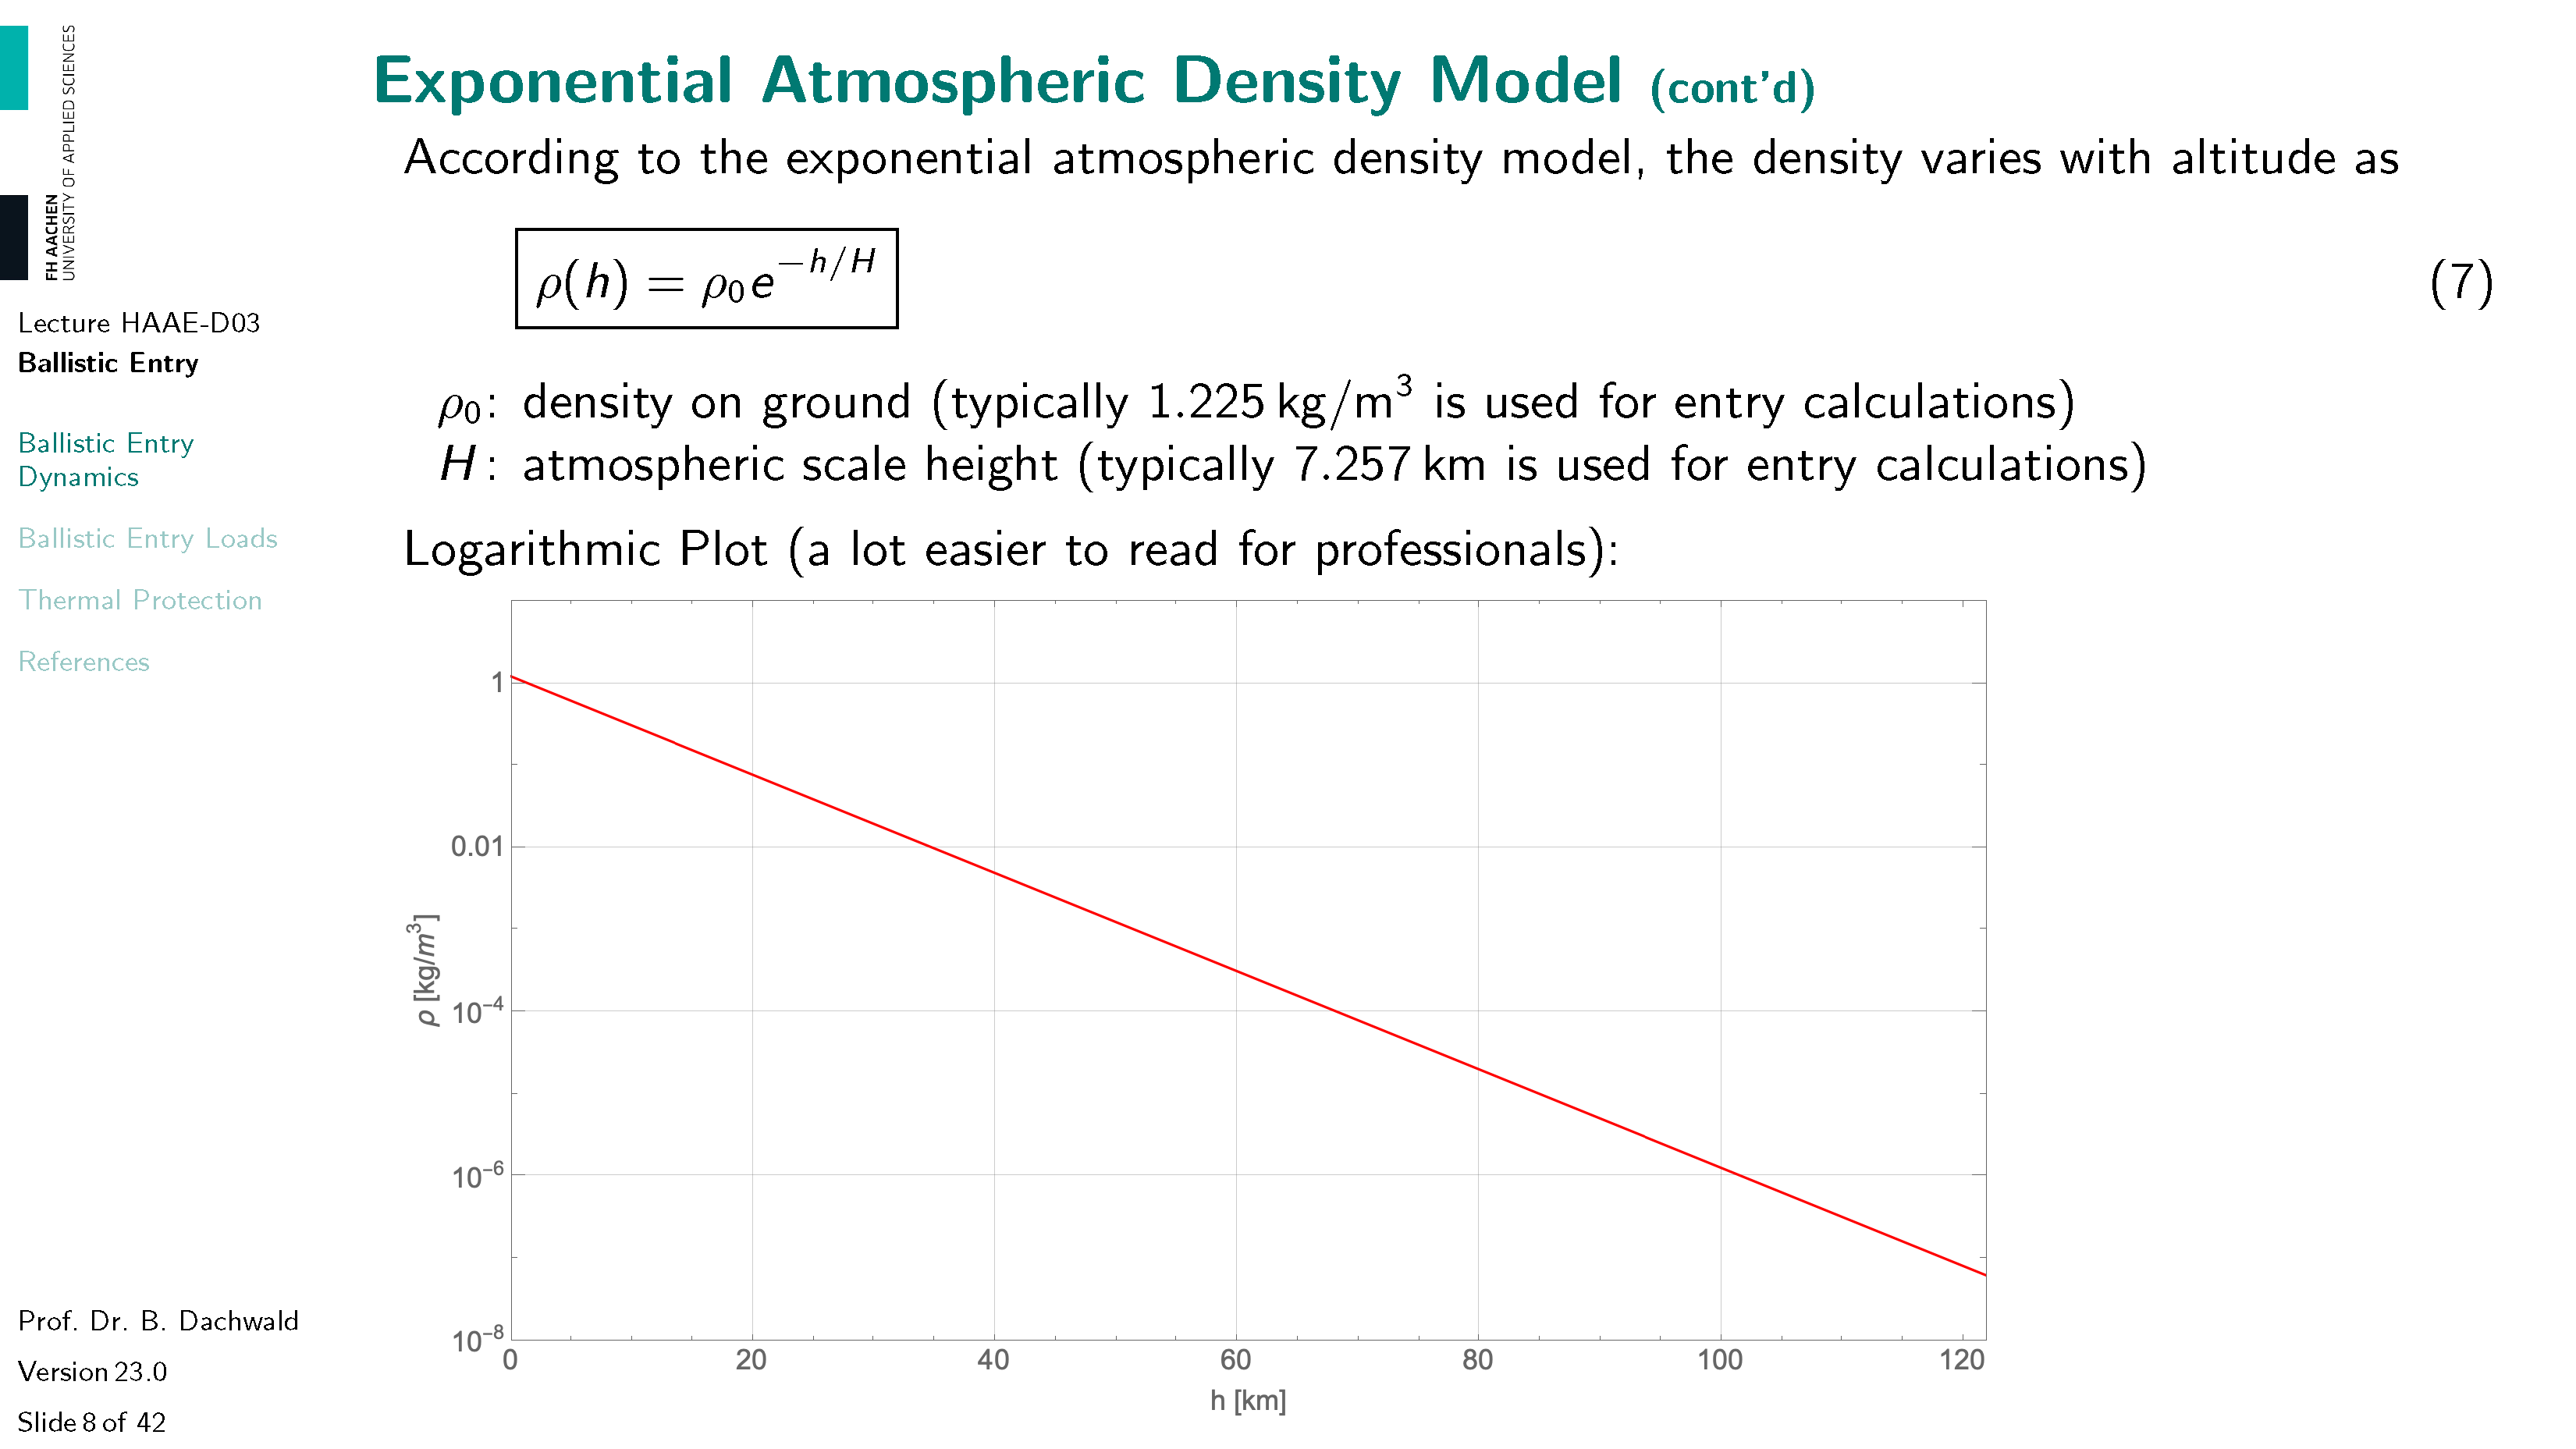 FH AACHEN
UNIVERSITY OF APPLIED SCIENCES
Lecture HAAE-D03
Ballistic Entry
Ballistic Entry
Dynamics
Ballistic Entry Loads
Thermal Protection
References
Prof. Dr. B. Dachwald
Version 23.0
Slide 8 of 42
Exponential Atmospheric Density Model (cont'd)
According to the exponential atmospheric density model, the density varies with altitude as
ρ(h) = ρ₀e^{−h/H} (7)
ρ₀: density on ground (typically 1.225 kg/m³ is used for entry calculations)
H: atmospheric scale height (typically 7.257 km is used for entry calculations)
Logarithmic Plot (a lot easier to read for professionals):
1
0.01
10⁻⁴
10⁻⁶
10⁻⁸
ρ [kg/m³]
0 20 40 60 80 100 120
h [km]